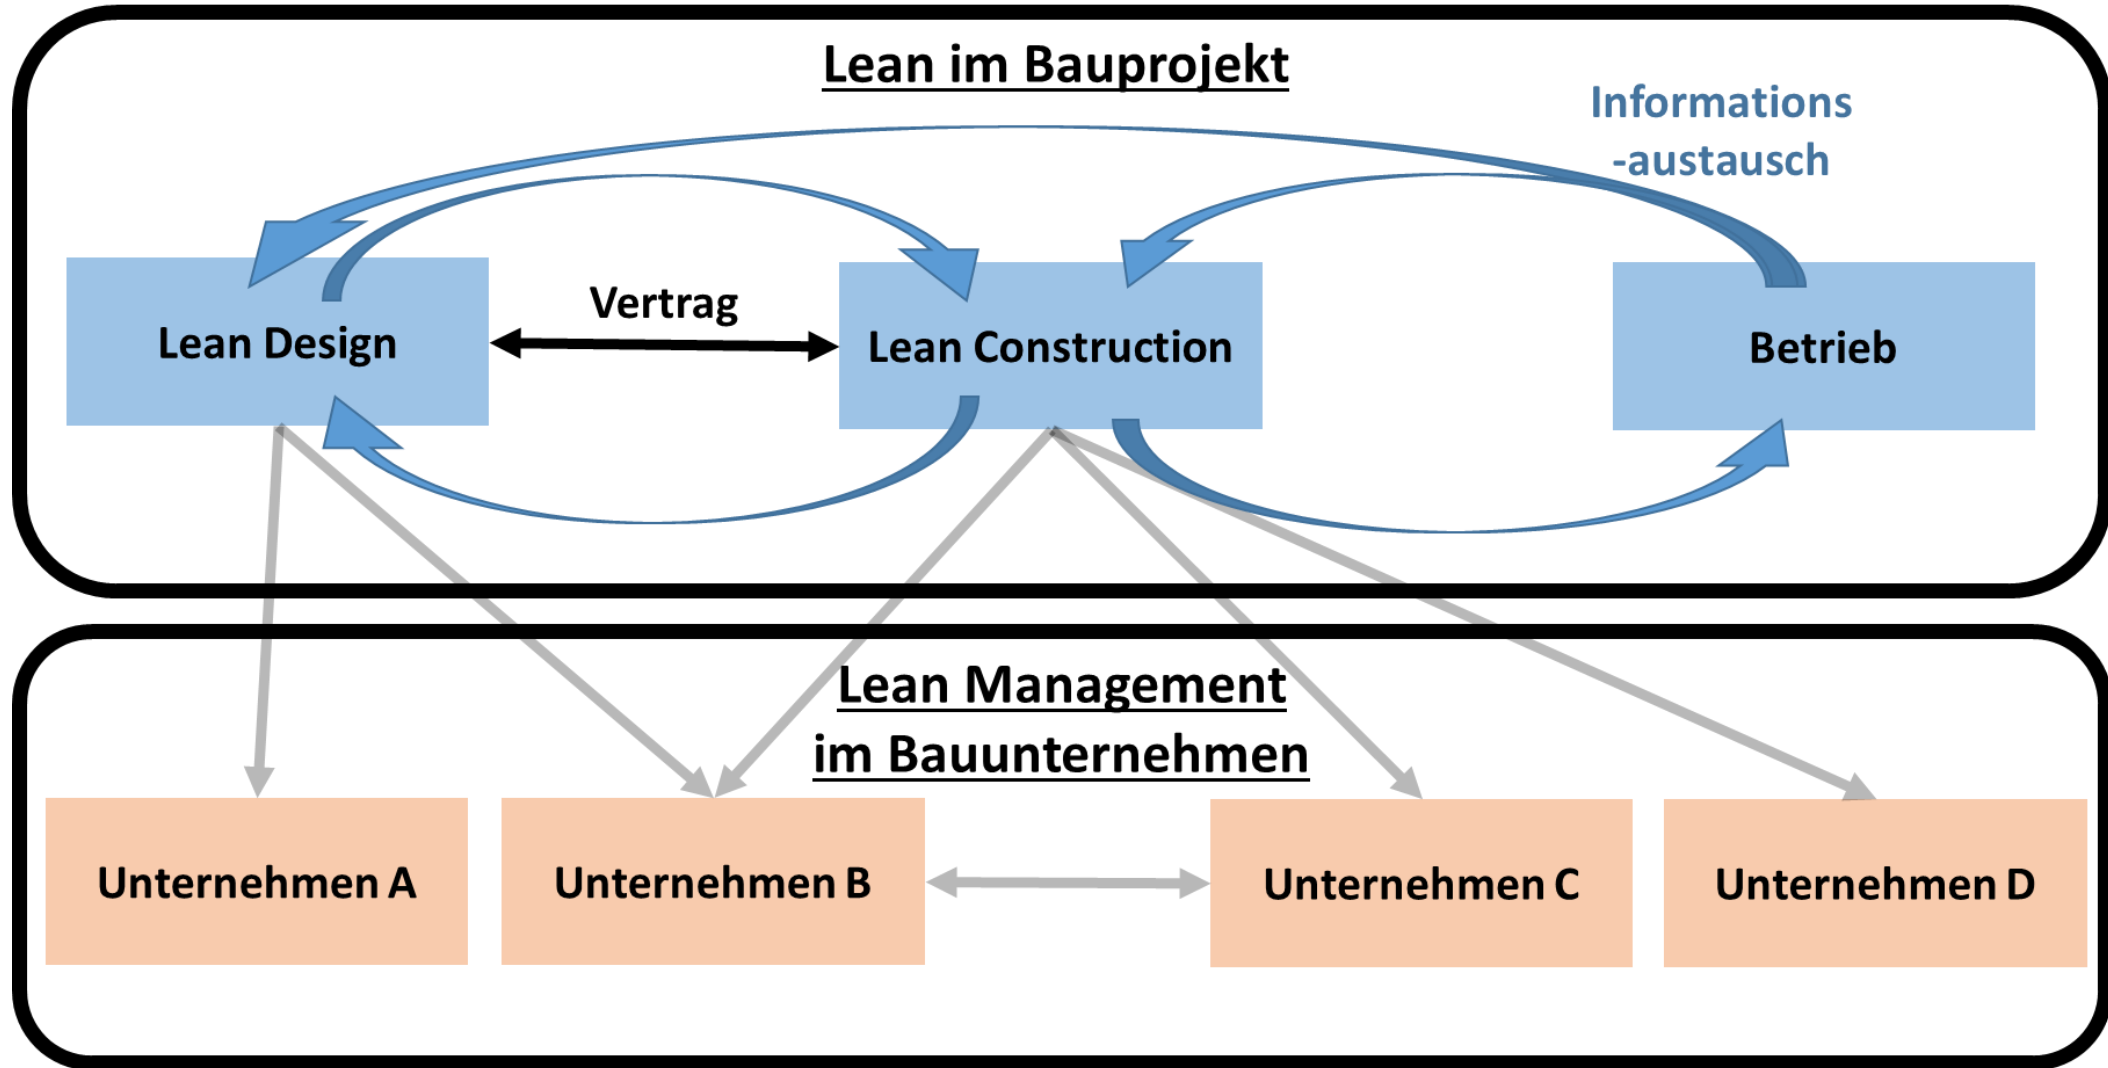 Lean im Bauprojekt
Informations
-austausch
Vertrag
Lean Design
Lean Construction
Betrieb
Lean Management
im Bauunternehmen
Unternehmen A
Unternehmen B
Unternehmen C
Unternehmen D